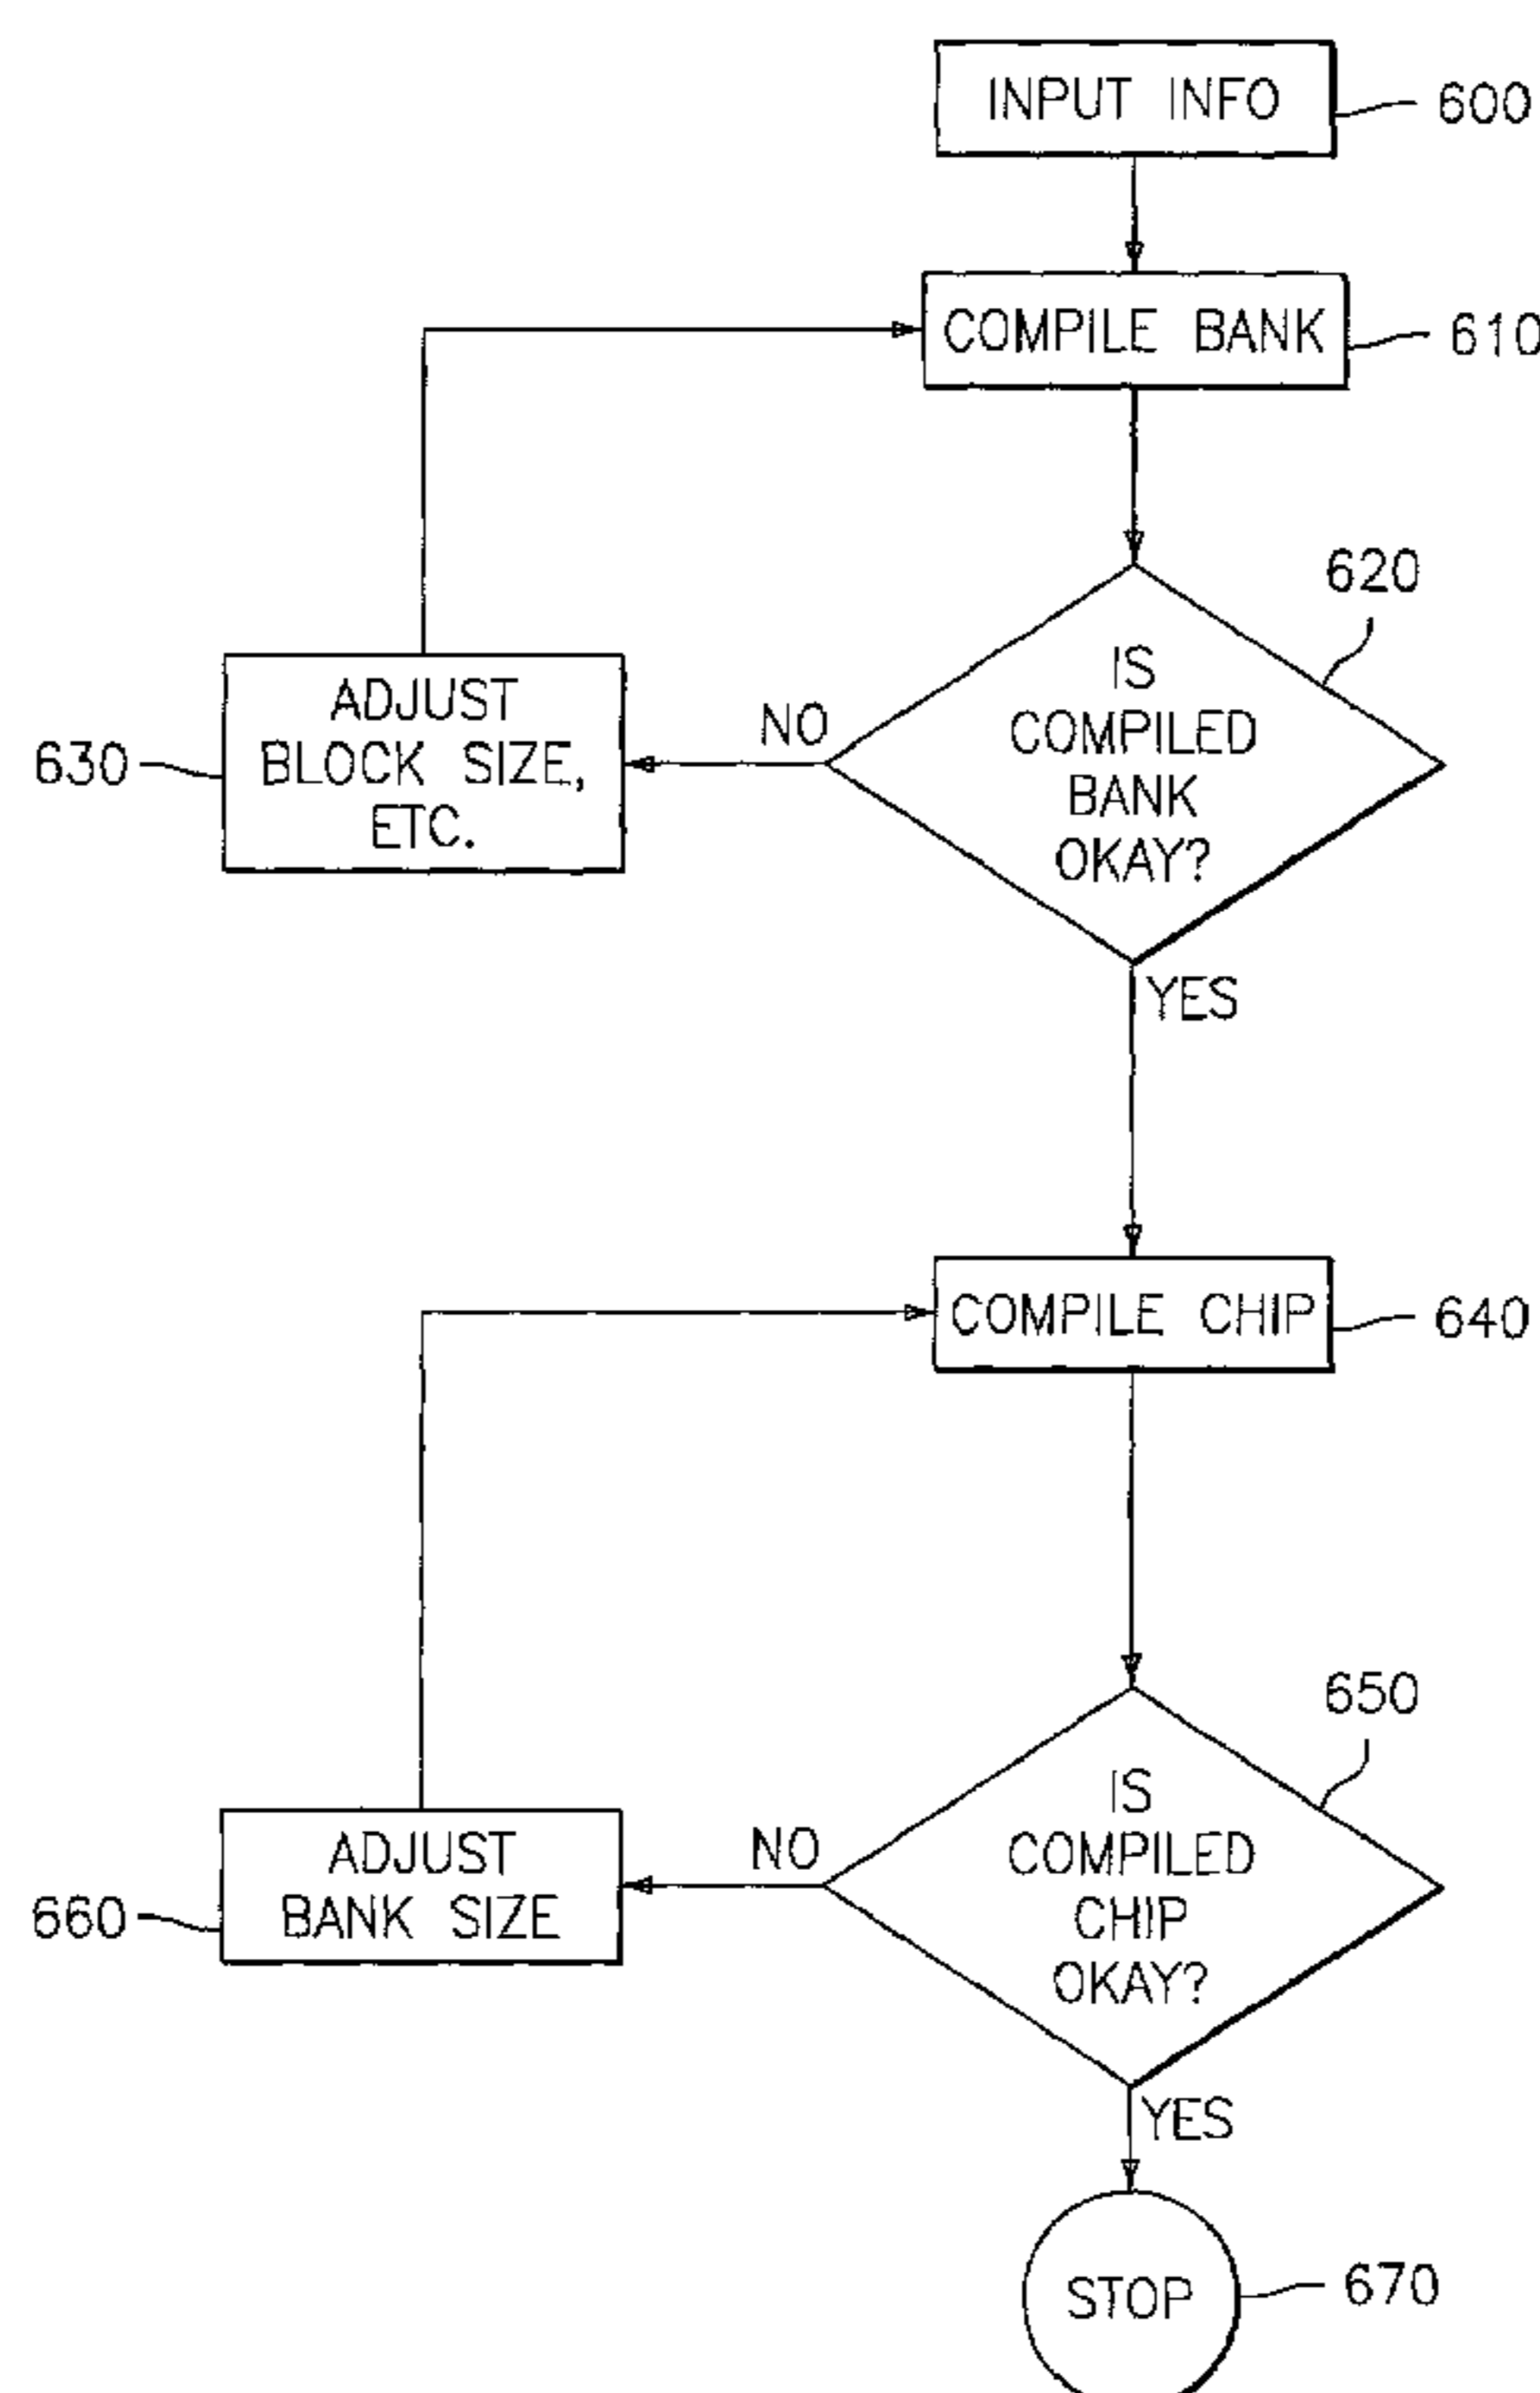 INPUT INFO
600
COMPILE BANK
610
620
IS
COMPILED
BANK
OKAY?
NO
ADJUST
BLOCK SIZE,
ETC.
630
YES
COMPILE CHIP
640
650
IS
COMPILED
CHIP
OKAY?
NO
ADJUST
BANK SIZE
660
YES
STOP
670